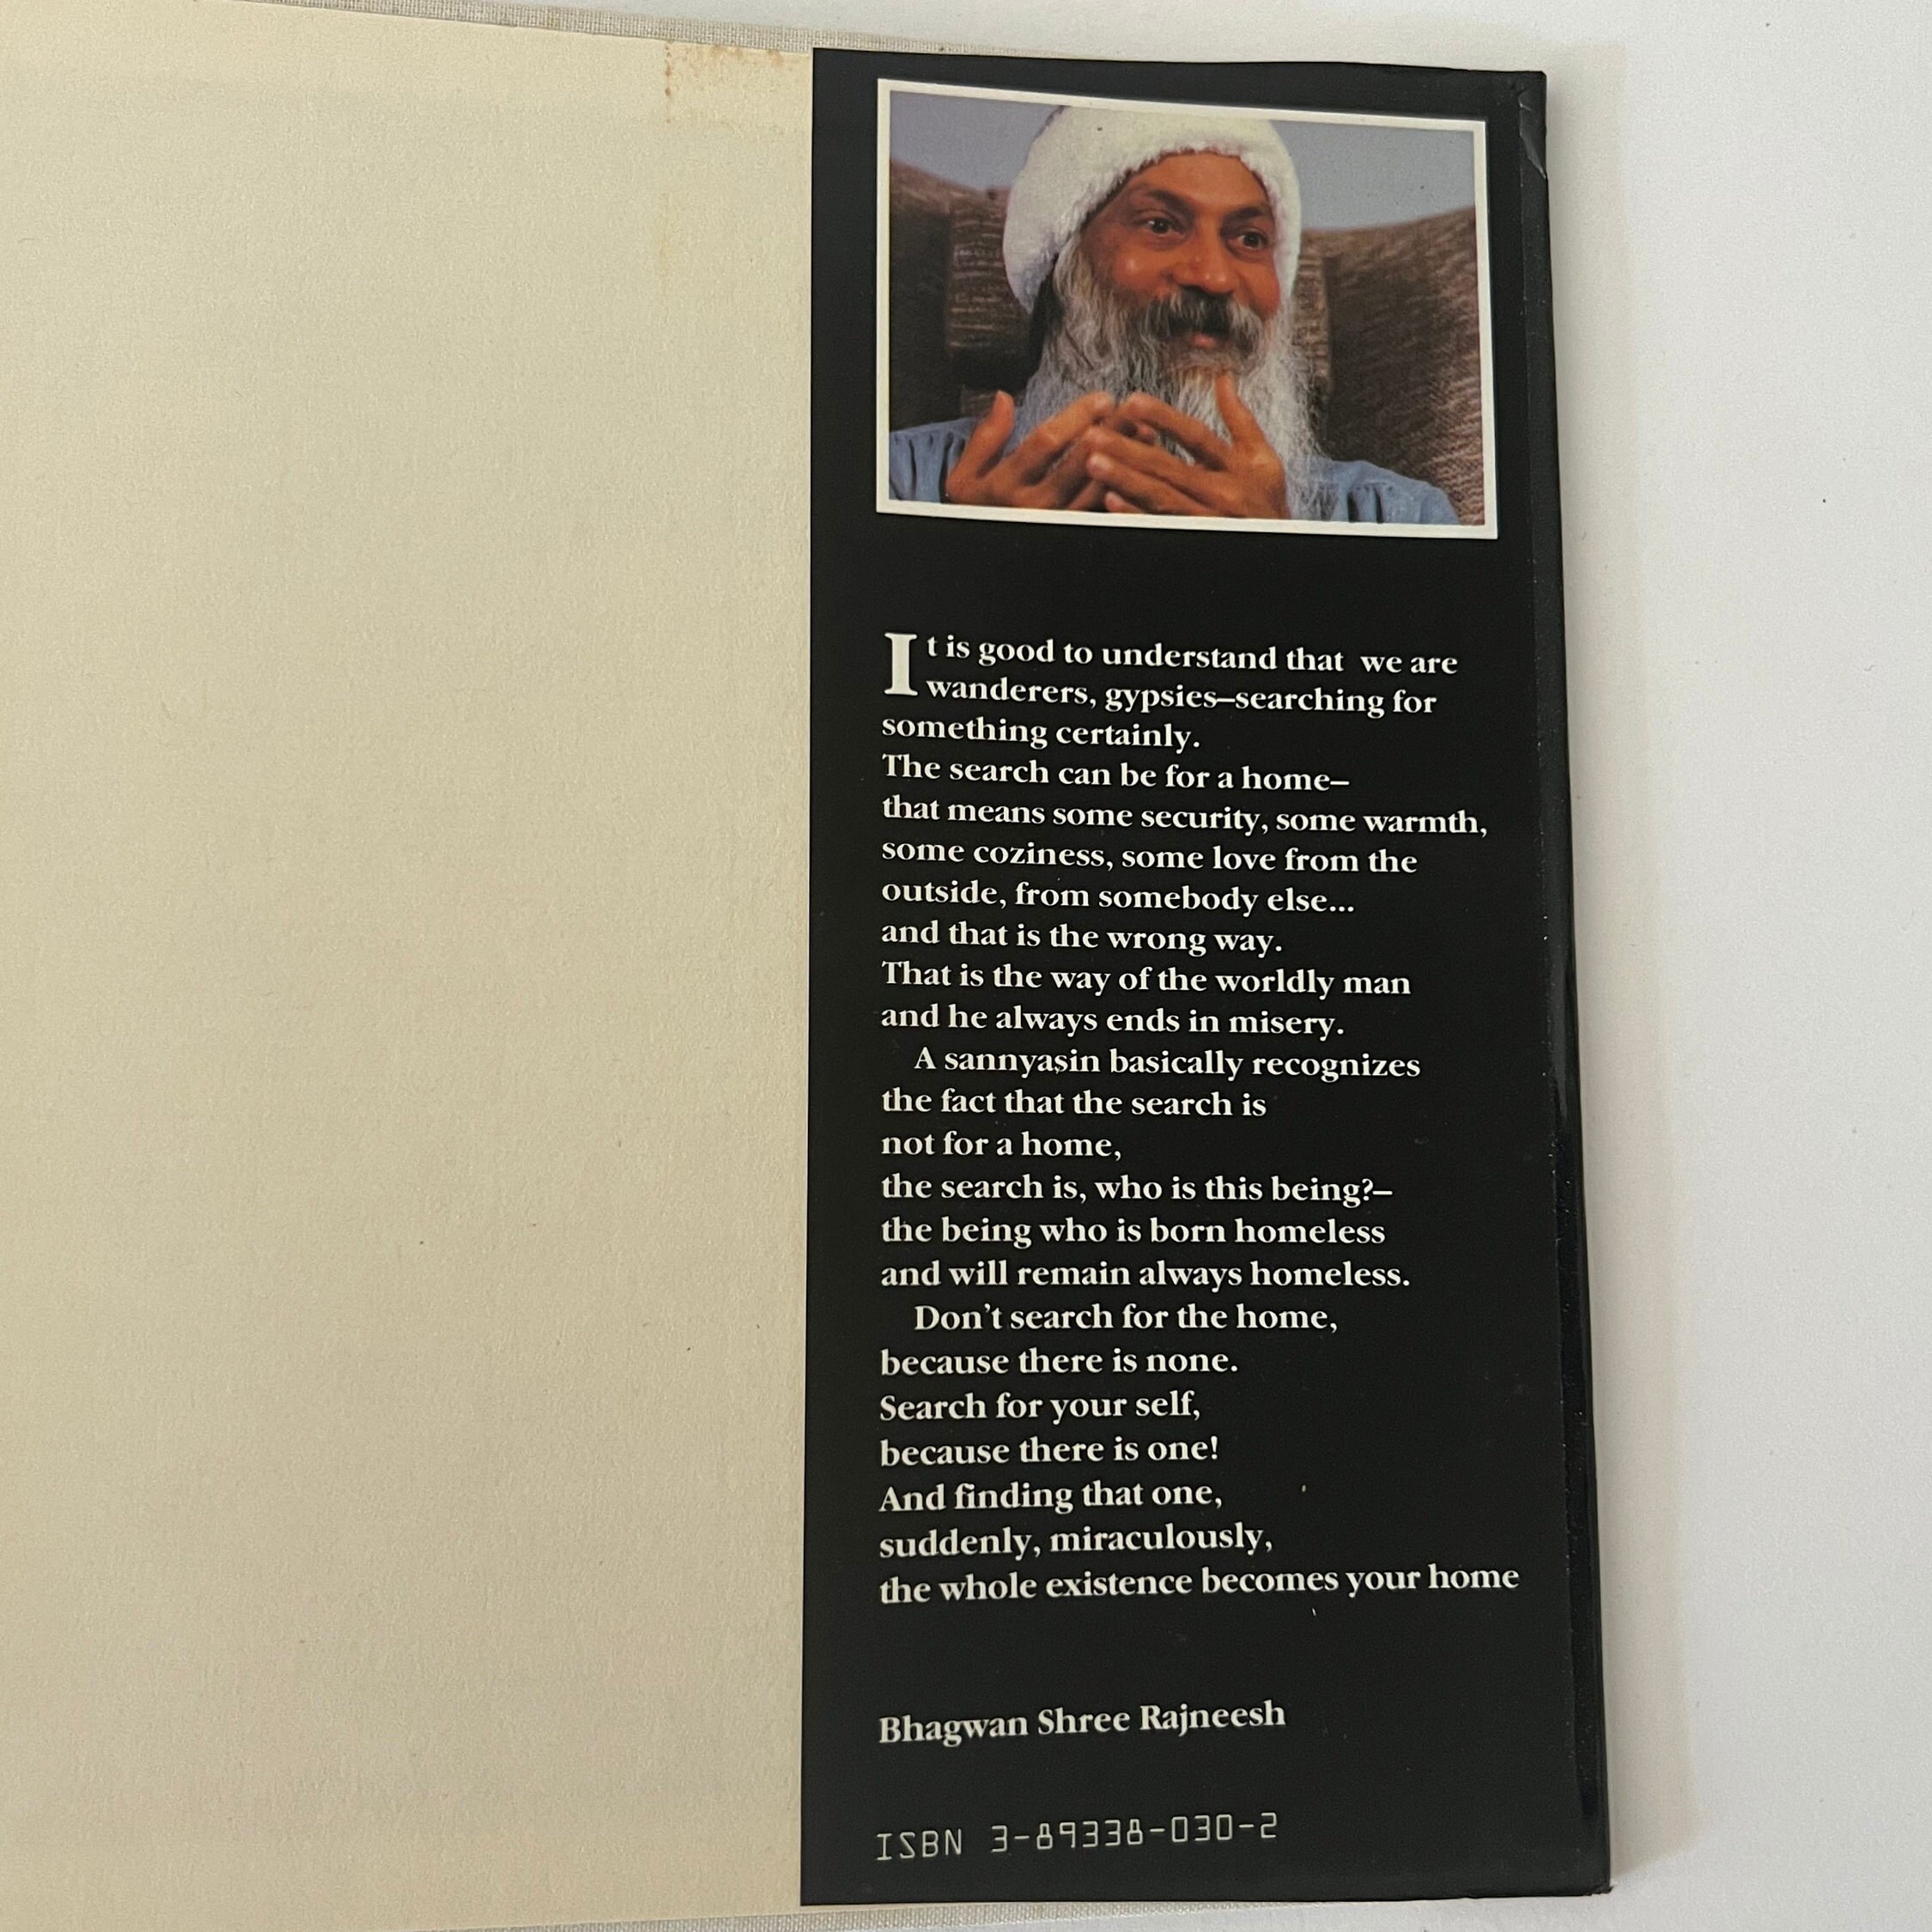 It is good to understand that we are
wanderers, gypsies–searching for
something certainly.
The search can be for a home–
that means some security, some warmth,
some coziness, some love from the
outside, from somebody else...
and that is the wrong way.
That is the way of the worldly man
and he always ends in misery.
A sannyasin basically recognizes
the fact that the search is
not for a home,
the search is, who is this being?–
the being who is born homeless
and will remain always homeless.
Don't search for the home,
because there is none.
Search for your self,
because there is one!
And finding that one,
suddenly, miraculously,
the whole existence becomes your home
Bhagwan Shree Rajneesh
ISBN 3-89338-030-2